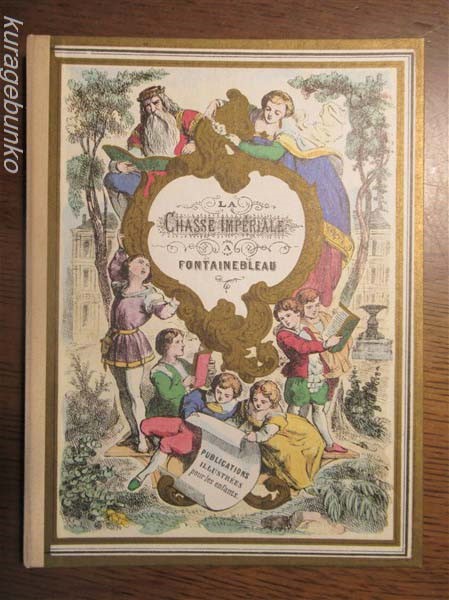 LA
CHASSE IMPÉRIALE
A
FONTAINEBLEAU
PUBLICATIONS
ILLUSTRÉES
pour les enfants.
kuragebunko